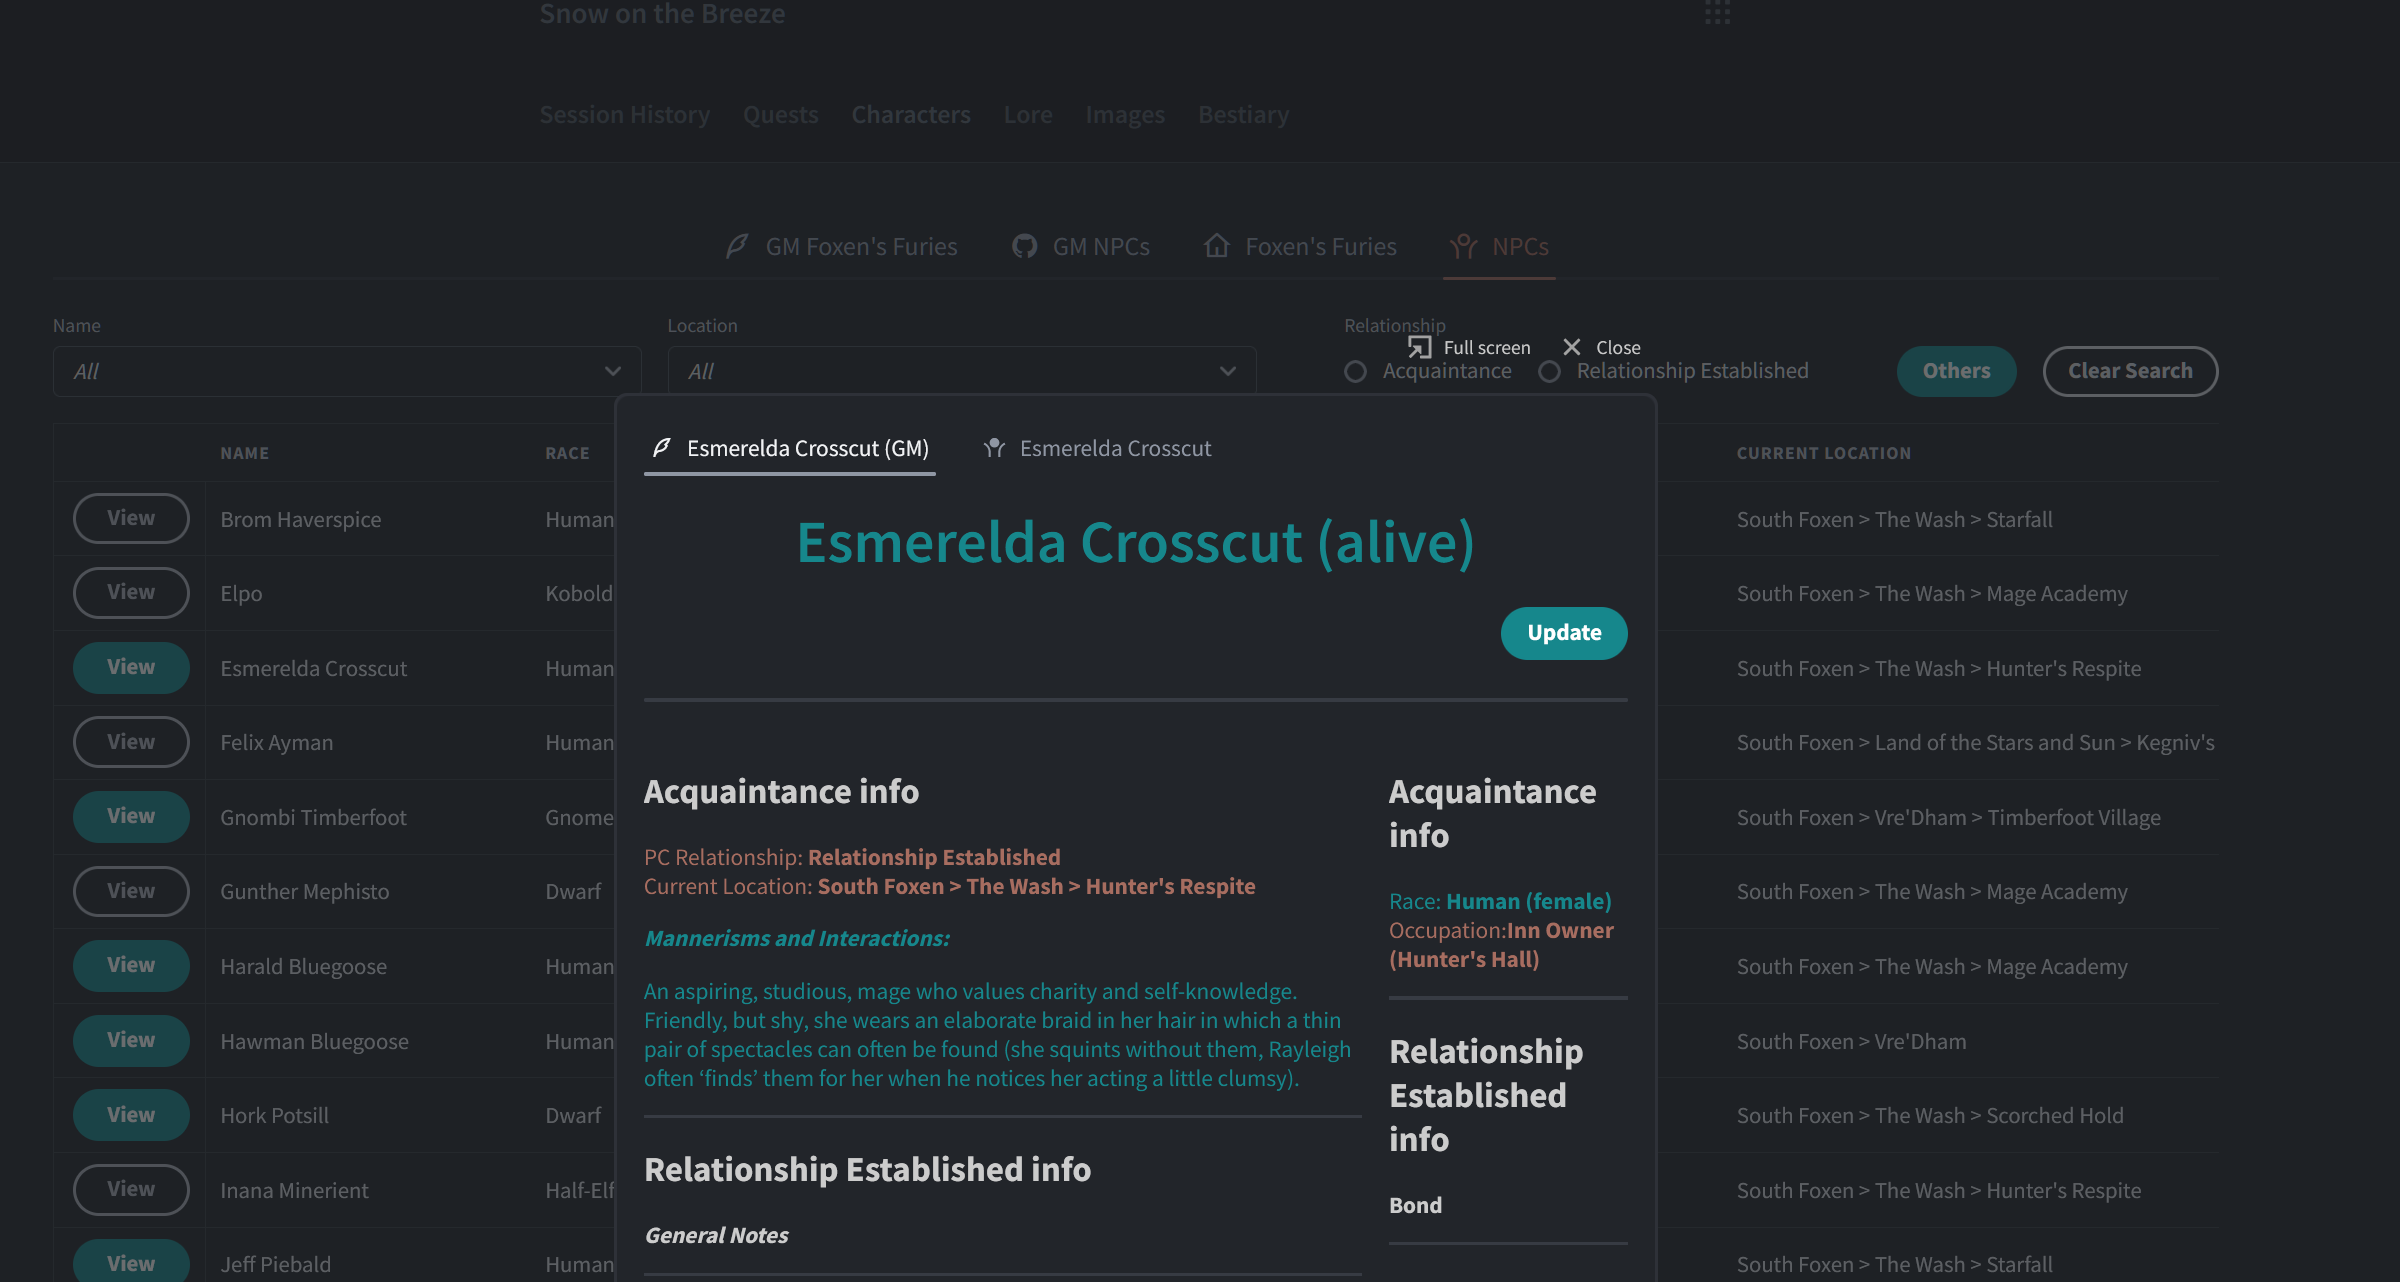 Snow on the Breeze
Session History Quests Characters Lore Images Bestiary
GM Foxen's Furies GM NPCs Foxen's Furies NPCs
Name Location Relationship
Full screen Close
All All Acquaintance Relationship Established Others Clear Search
Esmerelda Crosscut (GM) Esmerelda Crosscut
NAME RACE CURRENT LOCATION
View Brom Haverspice Human South Foxen > The Wash > Starfall
View Elpo Kobold South Foxen > The Wash > Mage Academy
View Esmerelda Crosscut Human South Foxen > The Wash > Hunter's Respite
View Felix Ayman Human South Foxen > Land of the Stars and Sun > Kegniv's
View Gnombi Timberfoot Gnome South Foxen > Vre'Dham > Timberfoot Village
View Gunther Mephisto Dwarf South Foxen > The Wash > Mage Academy
View Harald Bluegoose Human South Foxen > The Wash > Mage Academy
View Hawman Bluegoose Human South Foxen > Vre'Dham
View Hork Potsill Dwarf South Foxen > The Wash > Scorched Hold
View Inana Minerient Half-Elf South Foxen > The Wash > Hunter's Respite
View Jeff Piebald Human South Foxen > The Wash > Starfall
Esmerelda Crosscut (alive)
Update
Acquaintance info
PC Relationship: Relationship Established
Current Location: South Foxen > The Wash > Hunter's Respite
Mannerisms and Interactions:
An aspiring, studious, mage who values charity and self-knowledge.
Friendly, but shy, she wears an elaborate braid in her hair in which a thin
pair of spectacles can often be found (she squints without them, Rayleigh
often ‘finds’ them for her when he notices her acting a little clumsy).
Relationship Established info
General Notes
Acquaintance
info
Race: Human (female)
Occupation:Inn Owner
(Hunter's Hall)
Relationship
Established
info
Bond